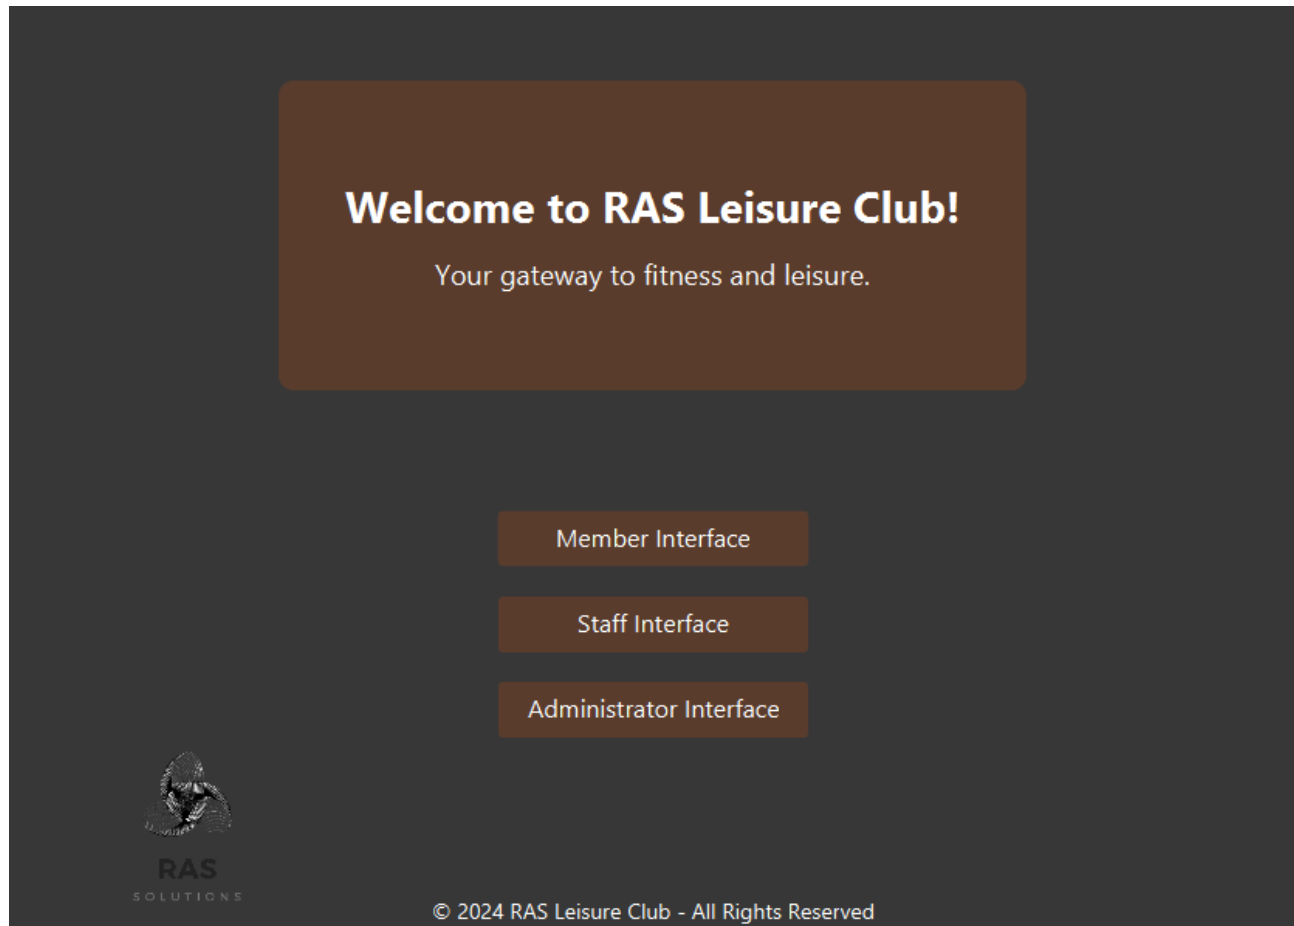 Welcome to RAS Leisure Club!
Your gateway to fitness and leisure.
Member Interface
Staff Interface
Administrator Interface
RAS
SOLUTIONS
© 2024 RAS Leisure Club - All Rights Reserved